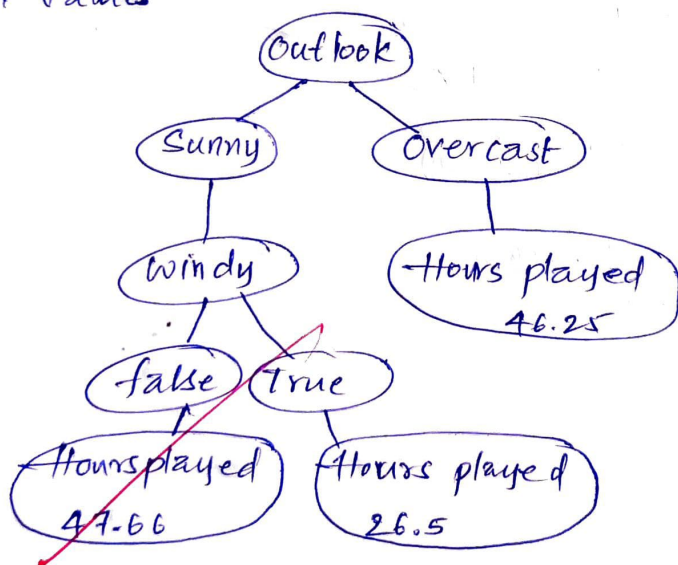 Outlook
Sunny
Overcast
Windy
Hours played
46.25
false
True
Hours played
47.66
Hours played
26.5